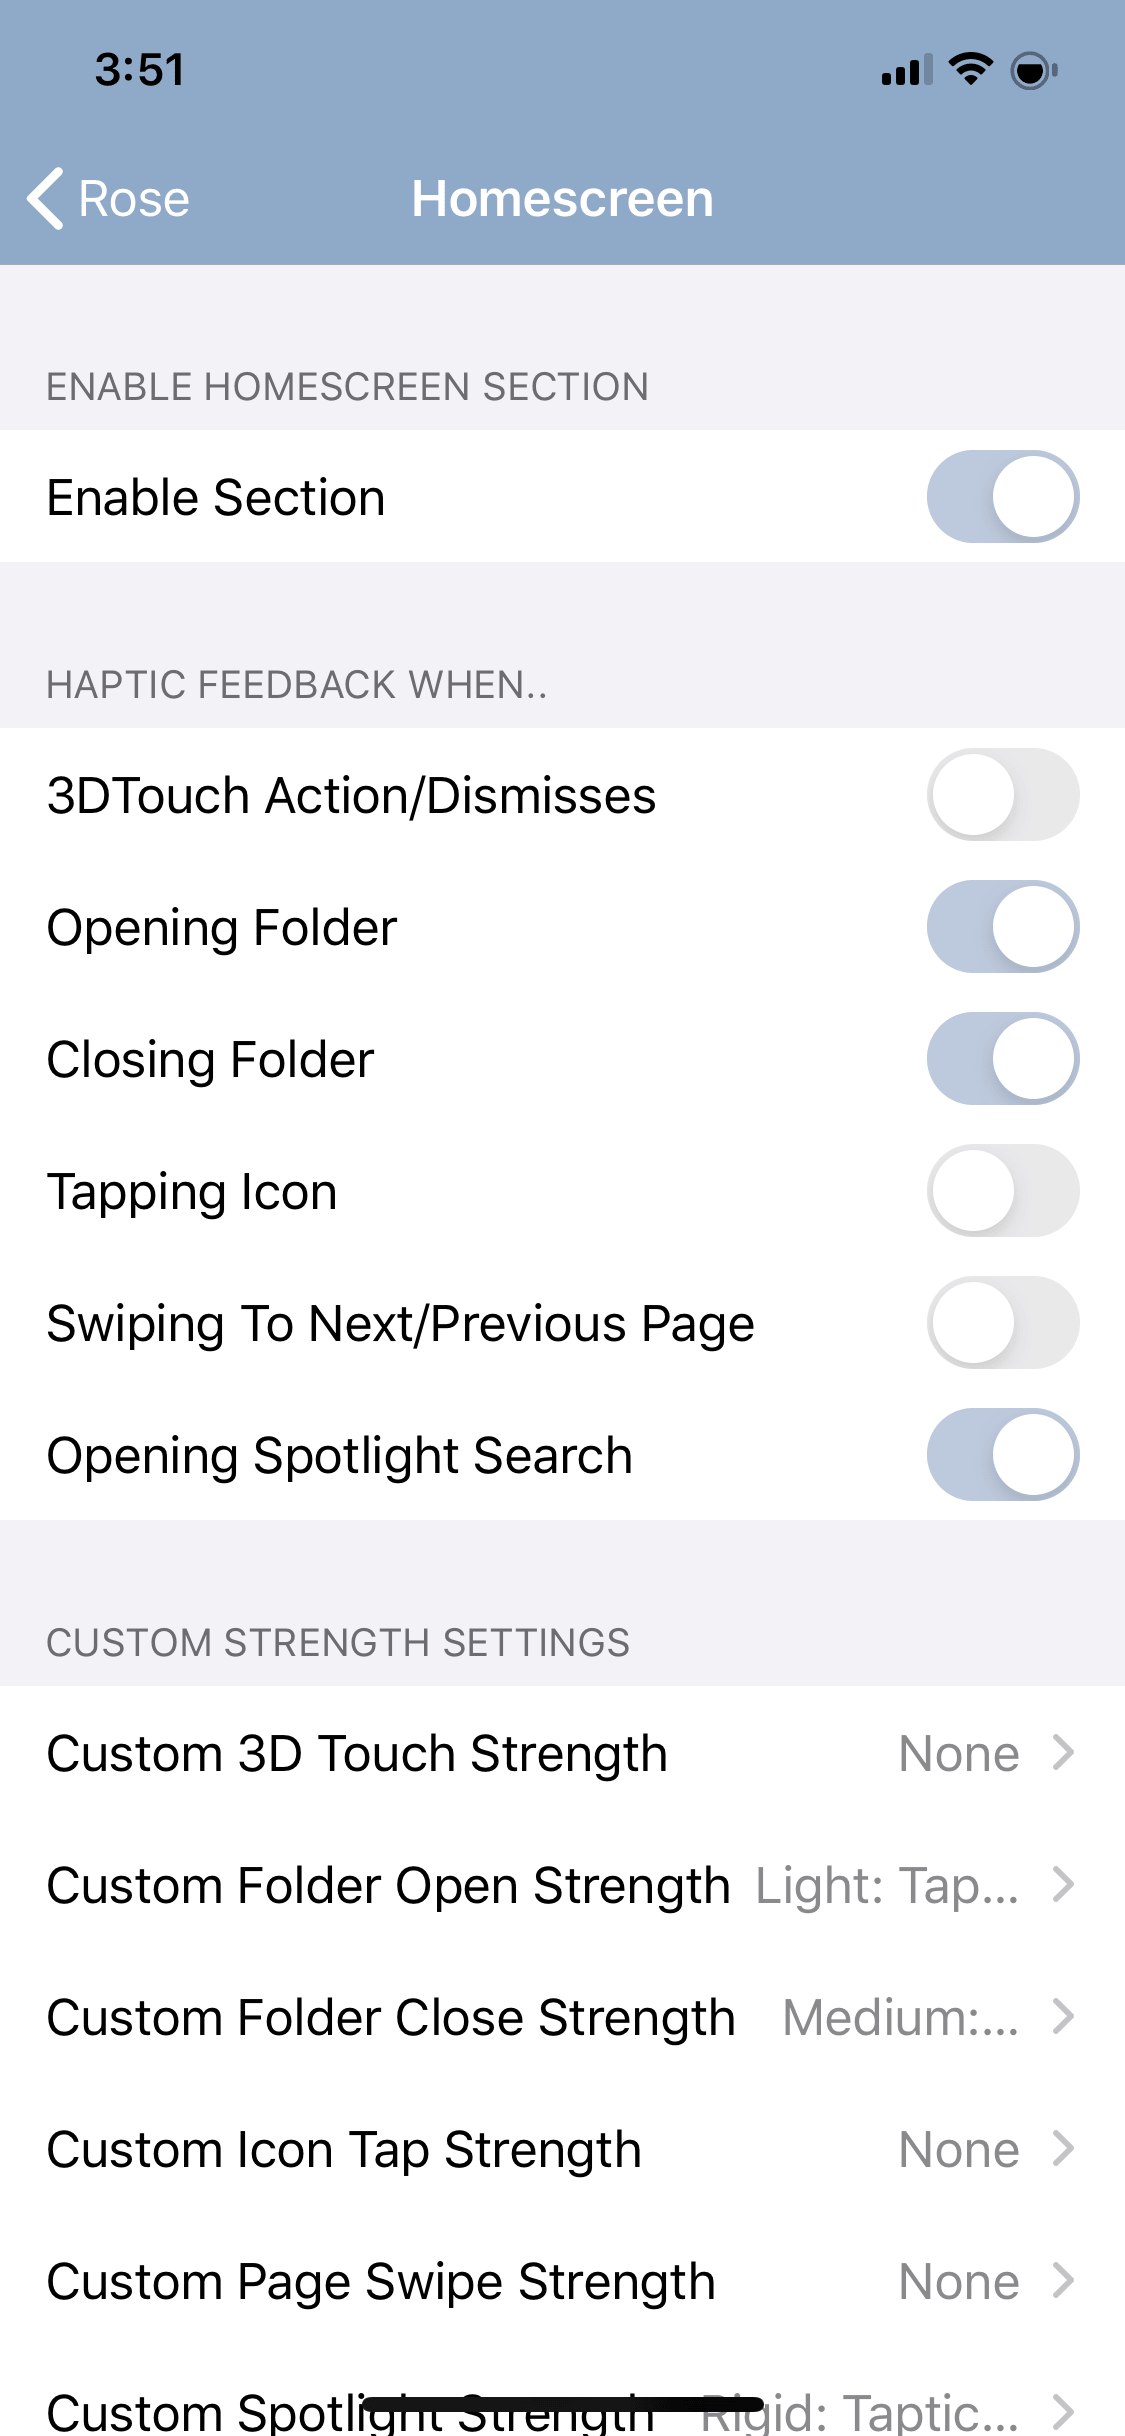 3:51
Rose
Homescreen
ENABLE HOMESCREEN SECTION
Enable Section
HAPTIC FEEDBACK WHEN..
3DTouch Action/Dismisses
Opening Folder
Closing Folder
Tapping Icon
Swiping To Next/Previous Page
Opening Spotlight Search
CUSTOM STRENGTH SETTINGS
Custom 3D Touch Strength None
Custom Folder Open Strength Light: Tap...
Custom Folder Close Strength Medium:...
Custom Icon Tap Strength None
Custom Page Swipe Strength None
Custom Spotlight Strength Rigid: Taptic...